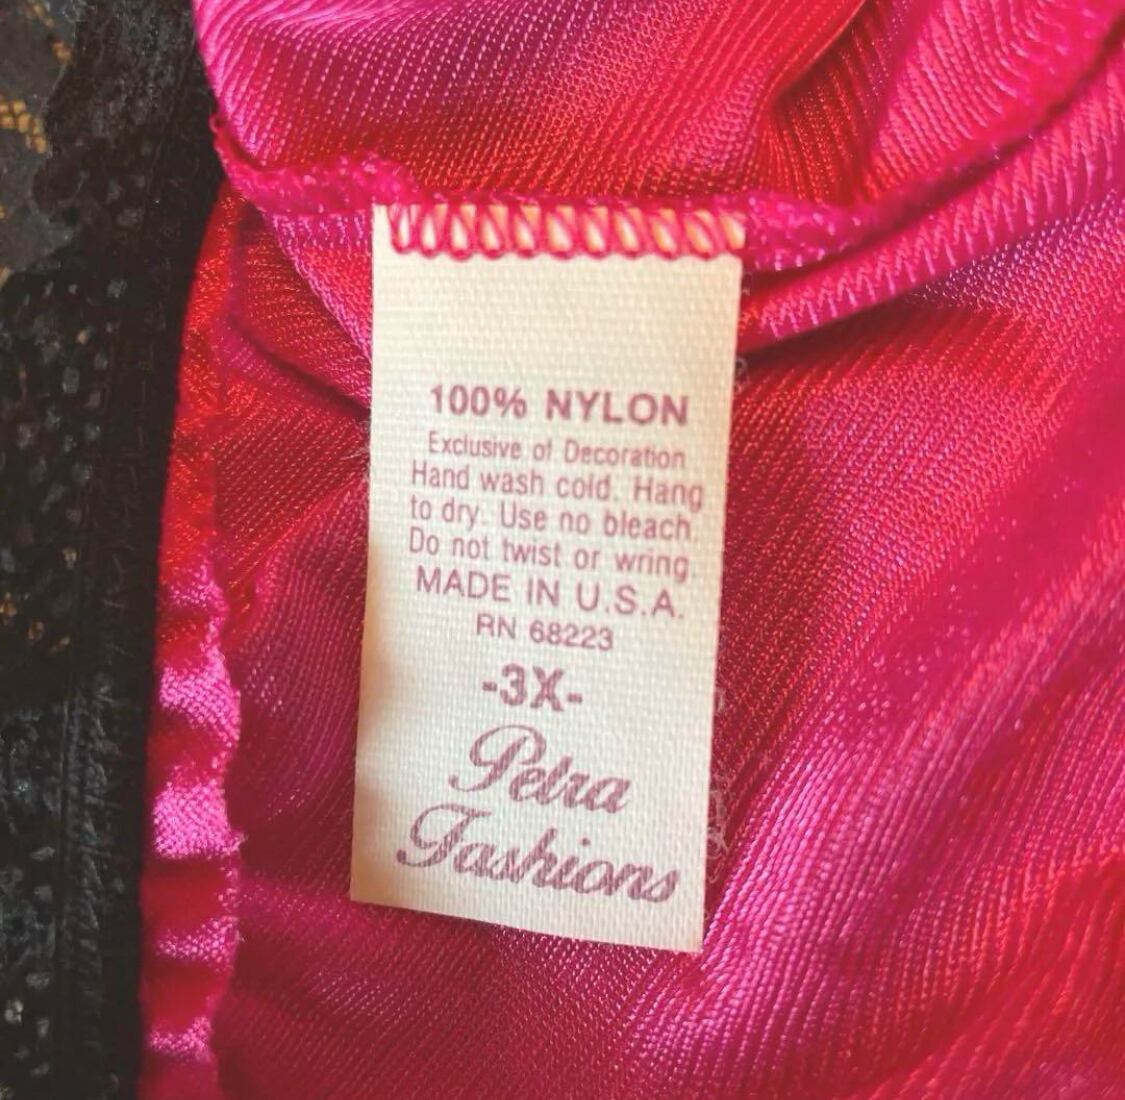 100% NYLON
Exclusive of Decoration
Hand wash cold. Hang
to dry. Use no bleach.
Do not twist or wring.
MADE IN U.S.A.
RN 68223
-3X-
Petra
Fashions